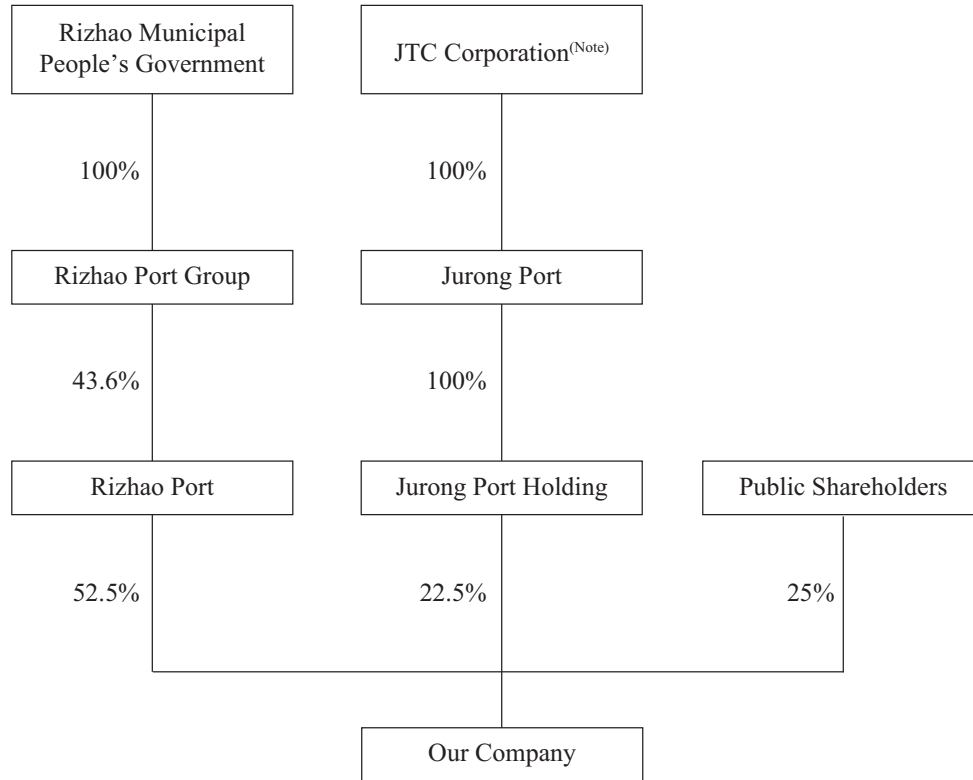 Rizhao Municipal
People’s Government
JTC Corporation(Note)
100%
100%
Rizhao Port Group
Jurong Port
43.6%
100%
Rizhao Port
Jurong Port Holding
Public Shareholders
52.5%
22.5%
25%
Our Company